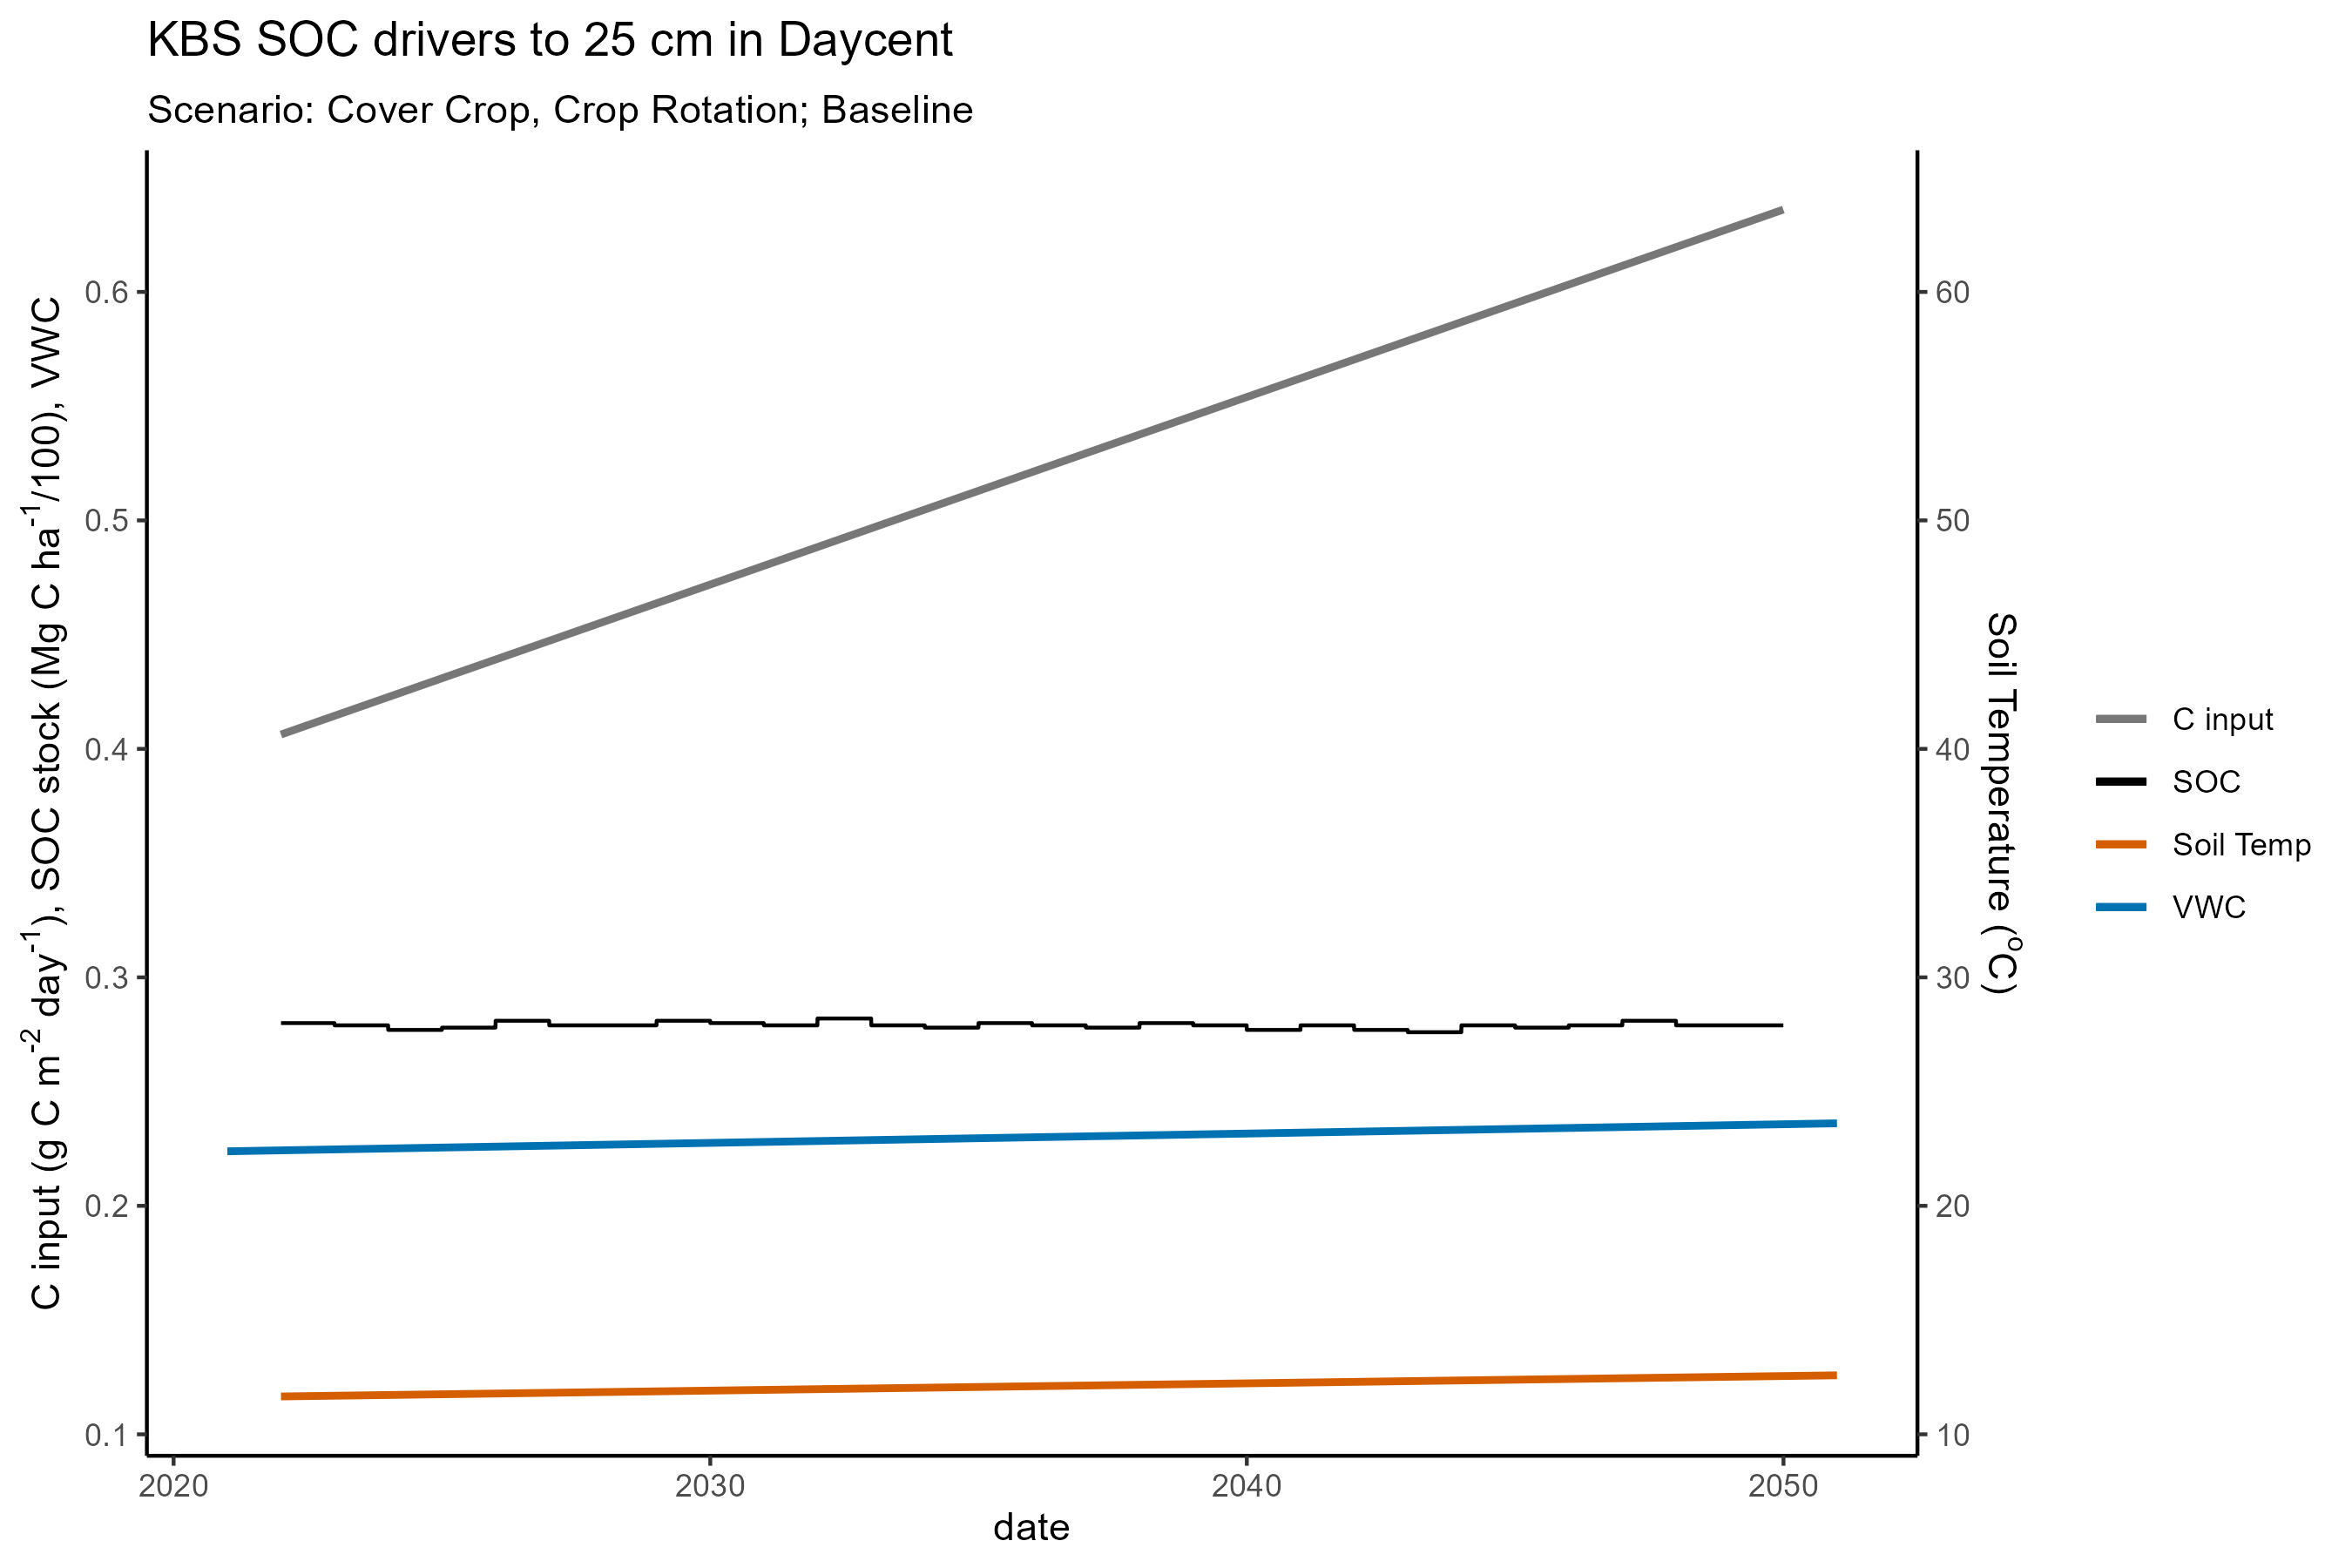 KBS SOC drivers to 25 cm in Daycent
Scenario: Cover Crop, Crop Rotation; Baseline
C input (g C m⁻² day⁻¹), SOC stock (Mg C ha⁻¹/100), VWC
0.6
0.5
0.4
0.3
0.2
0.1
60
50
40
30
20
10
Soil Temperature (ᵒC)
C input
SOC
Soil Temp
VWC
2020
2030
2040
2050
date